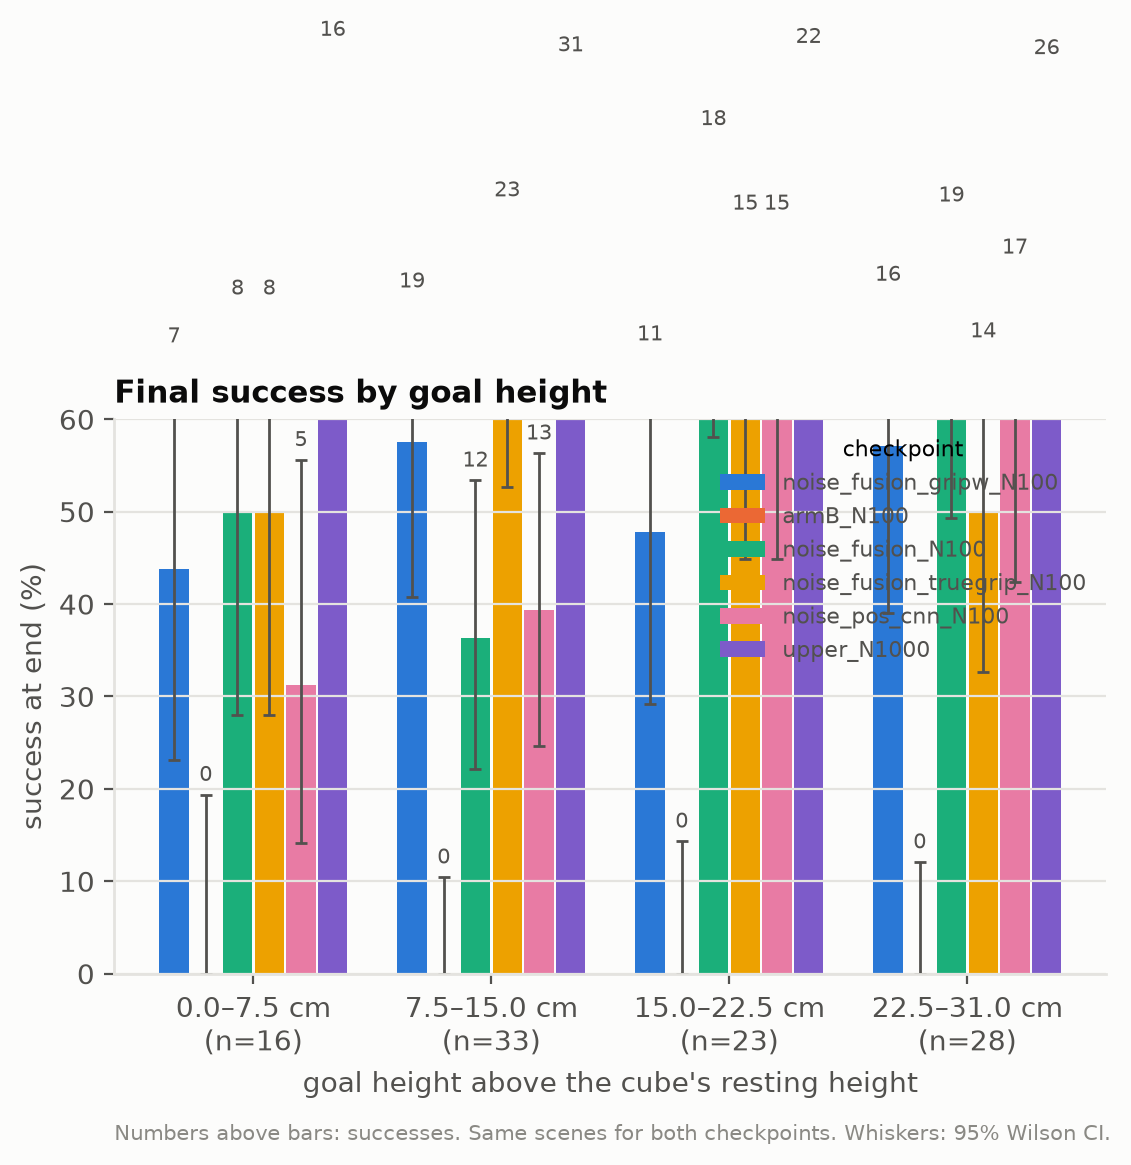 16
31
22
26
18
23
15 15
19
8 8
19
16
17
7
11
14
Final success by goal height
60
50
40
30
20
10
0
success at end (%)
5
12
13
0
0
0
0
checkpoint
noise_fusion_gripw_N100
armB_N100
noise_fusion_N100
noise_fusion_truegrip_N100
noise_pos_cnn_N100
upper_N1000
0.0–7.5 cm
(n=16)
7.5–15.0 cm
(n=33)
15.0–22.5 cm
(n=23)
22.5–31.0 cm
(n=28)
goal height above the cube's resting height
Numbers above bars: successes. Same scenes for both checkpoints. Whiskers: 95% Wilson CI.